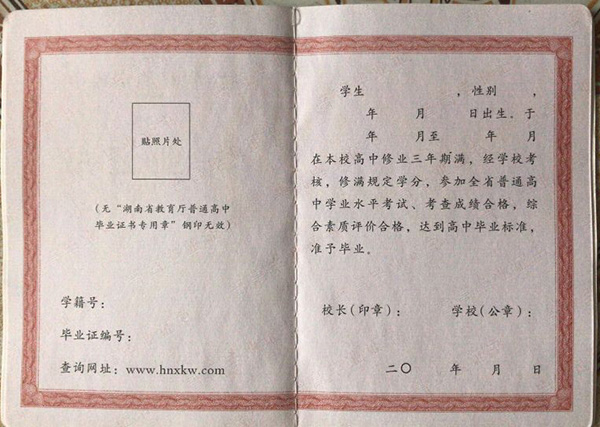 贴照片处
(无“湖南省教育厅普通高中
毕业证书专用章”钢印无效)
学籍号：
毕业证编号：
查询网址：www.hnxkw.com
学生 ，性别 ，
年 月 日出生。于
年 月至 年 月
在本校高中修业三年期满，经学校考
核，修满规定学分，参加全省普通高
中学业水平考试、考查成绩合格，综
合素质评价合格，达到高中毕业标准，
准予毕业。
校长(印章)： 学校(公章)：
二〇 年 月 日